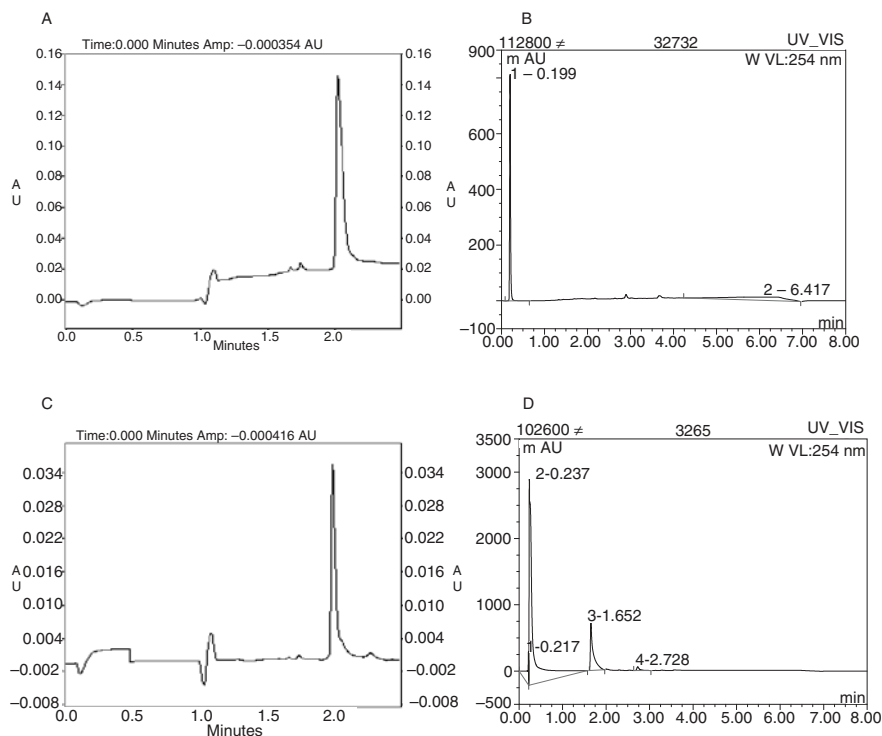 A
Time:0.000 Minutes Amp: −0.000354 AU
0.16 0.16
0.14 0.14
0.12 0.12
0.10 0.10
0.08 0.08
A U
0.06 0.06
0.04 0.04
0.02 0.02
0.00 0.00
0.0 1.0 1.5 2.0
Minutes
B
112800 ≠ 32732 UV_VIS
900
m AU W VL:254 nm
1 – 0.199
600
A U
400
200
2 – 6.417
−100
min
0.00 1.00 2.00 3.00 4.00 5.00 6.00 7.00 8.00
C
Time:0.000 Minutes Amp: −0.000416 AU
0.034 0.034
0.028 0.028
0.022 0.022
A U 0.016 0.016 A U
0.010 0.010
0.004 0.004
−0.002 −0.002
−0.008 −0.008
0.0 0.5 1.0 1.5 2.0
Minutes
D
102600 ≠ 3265 UV_VIS
3500
m AU W VL:254 nm
2-0.237
3000
2000
1000
3-1.652
1-0.217
4-2.728
0
−500
min
0.00 1.00 2.00 3.00 4.00 5.00 6.00 7.00 8.00